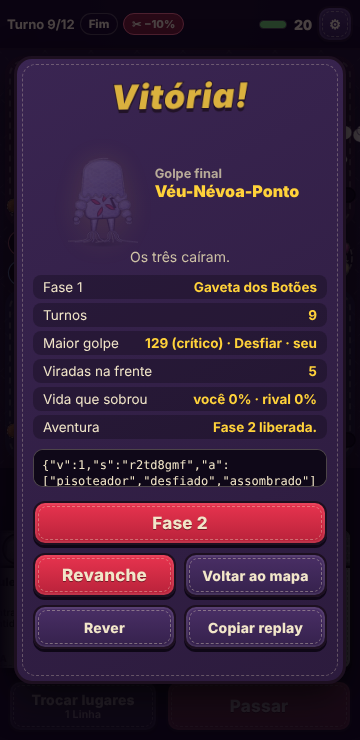 Turno 9/12 Fim ✂ −10% 20
Vitória!
Golpe final
Véu-Névoa-Ponto
Os três caíram.
Fase 1 Gaveta dos Botões
Turnos 9
Maior golpe 129 (crítico) · Desfiar · seu
Viradas na frente 5
Vida que sobrou você 0% · rival 0%
Aventura Fase 2 liberada.
{"v":1,"s":"r2td8gmf","a":
["pisoteador","desfiado","assombrado"]
Fase 2
Revanche Voltar ao mapa
Rever Copiar replay
Trocar lugares Passar
1 Linha